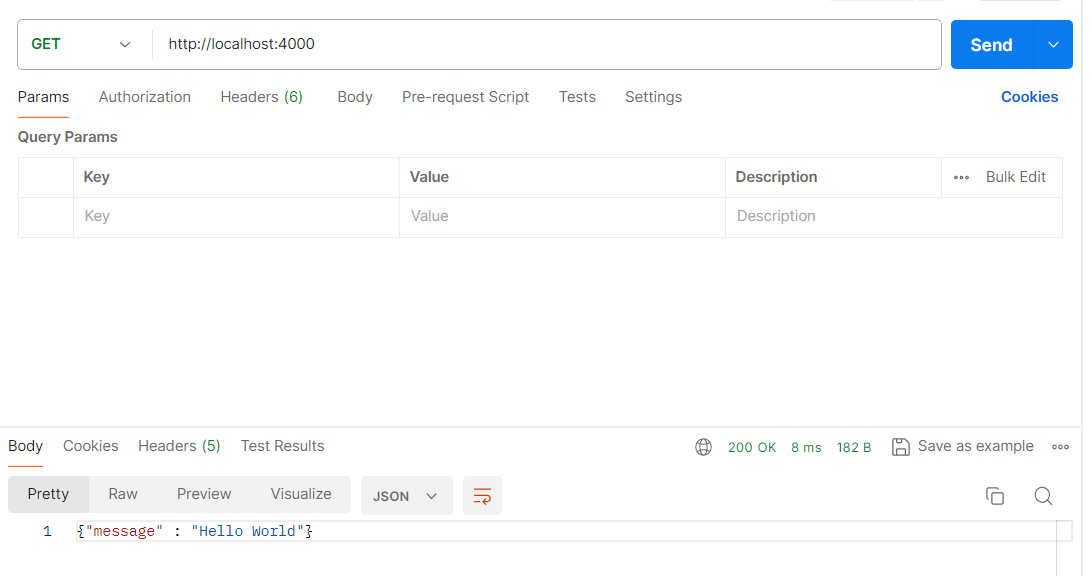 GET http://localhost:4000 Send
Params Authorization Headers (6) Body Pre-request Script Tests Settings Cookies
Query Params
Key Value Description Bulk Edit
Key Value Description
Body Cookies Headers (5) Test Results 200 OK 8 ms 182 B Save as example
Pretty Raw Preview Visualize JSON
1 {"message" : "Hello World"}